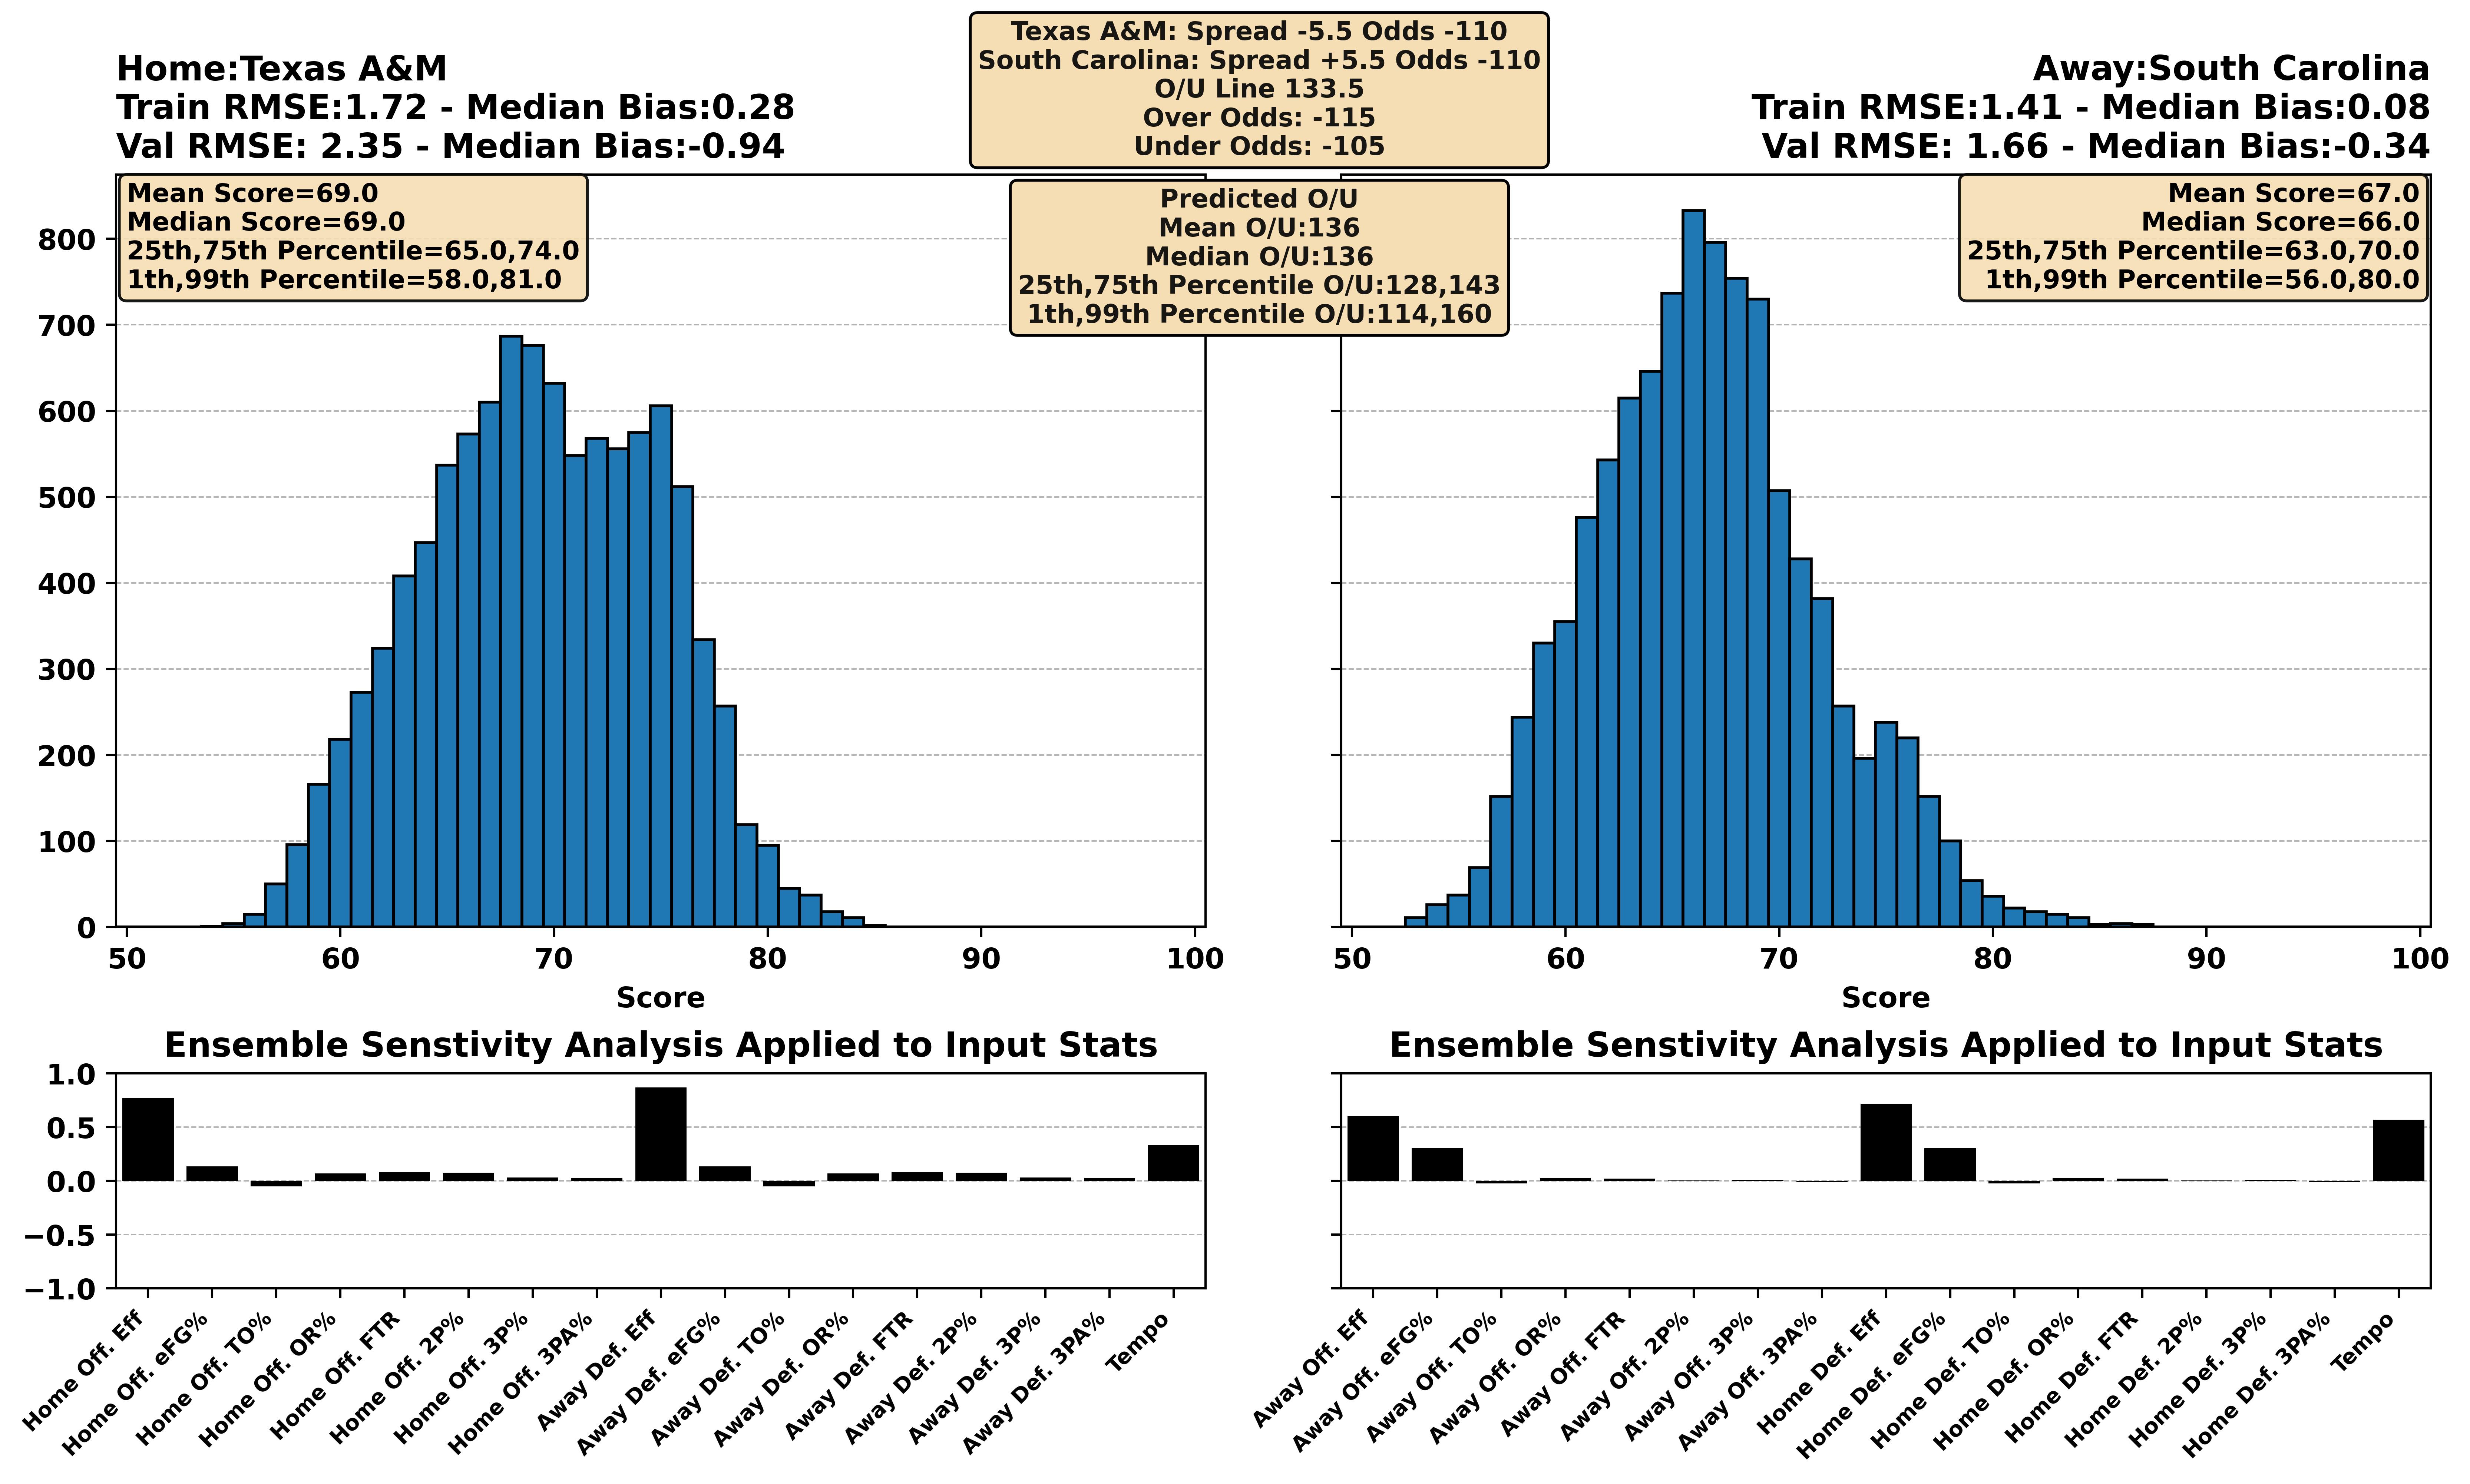 Texas A&M: Spread -5.5 Odds -110
South Carolina: Spread +5.5 Odds -110
O/U Line 133.5
Over Odds: -115
Under Odds: -105
Home:Texas A&M
Train RMSE:1.72 - Median Bias:0.28
Val RMSE: 2.35 - Median Bias:-0.94
Away:South Carolina
Train RMSE:1.41 - Median Bias:0.08
Val RMSE: 1.66 - Median Bias:-0.34
Mean Score=69.0
Median Score=69.0
25th,75th Percentile=65.0,74.0
1th,99th Percentile=58.0,81.0
Predicted O/U
Mean O/U:136
Median O/U:136
25th,75th Percentile O/U:128,143
1th,99th Percentile O/U:114,160
Mean Score=67.0
Median Score=66.0
25th,75th Percentile=63.0,70.0
1th,99th Percentile=56.0,80.0
800
700
600
500
400
300
200
100
0
50 60 70 80 90 100
Score
50 60 70 80 90 100
Score
Ensemble Senstivity Analysis Applied to Input Stats
1.0
0.5
0.0
−0.5
−1.0
Home Off. Eff
Home Off. eFG%
Home Off. TO%
Home Off. OR%
Home Off. FTR
Home Off. 2P%
Home Off. 3P%
Home Off. 3PA%
Away Def. Eff
Away Def. eFG%
Away Def. TO%
Away Def. OR%
Away Def. FTR
Away Def. 2P%
Away Def. 3P%
Away Def. 3PA%
Tempo
Ensemble Senstivity Analysis Applied to Input Stats
Away Off. Eff
Away Off. eFG%
Away Off. TO%
Away Off. OR%
Away Off. FTR
Away Off. 2P%
Away Off. 3P%
Away Off. 3PA%
Home Def. Eff
Home Def. eFG%
Home Def. TO%
Home Def. OR%
Home Def. FTR
Home Def. 2P%
Home Def. 3P%
Home Def. 3PA%
Tempo